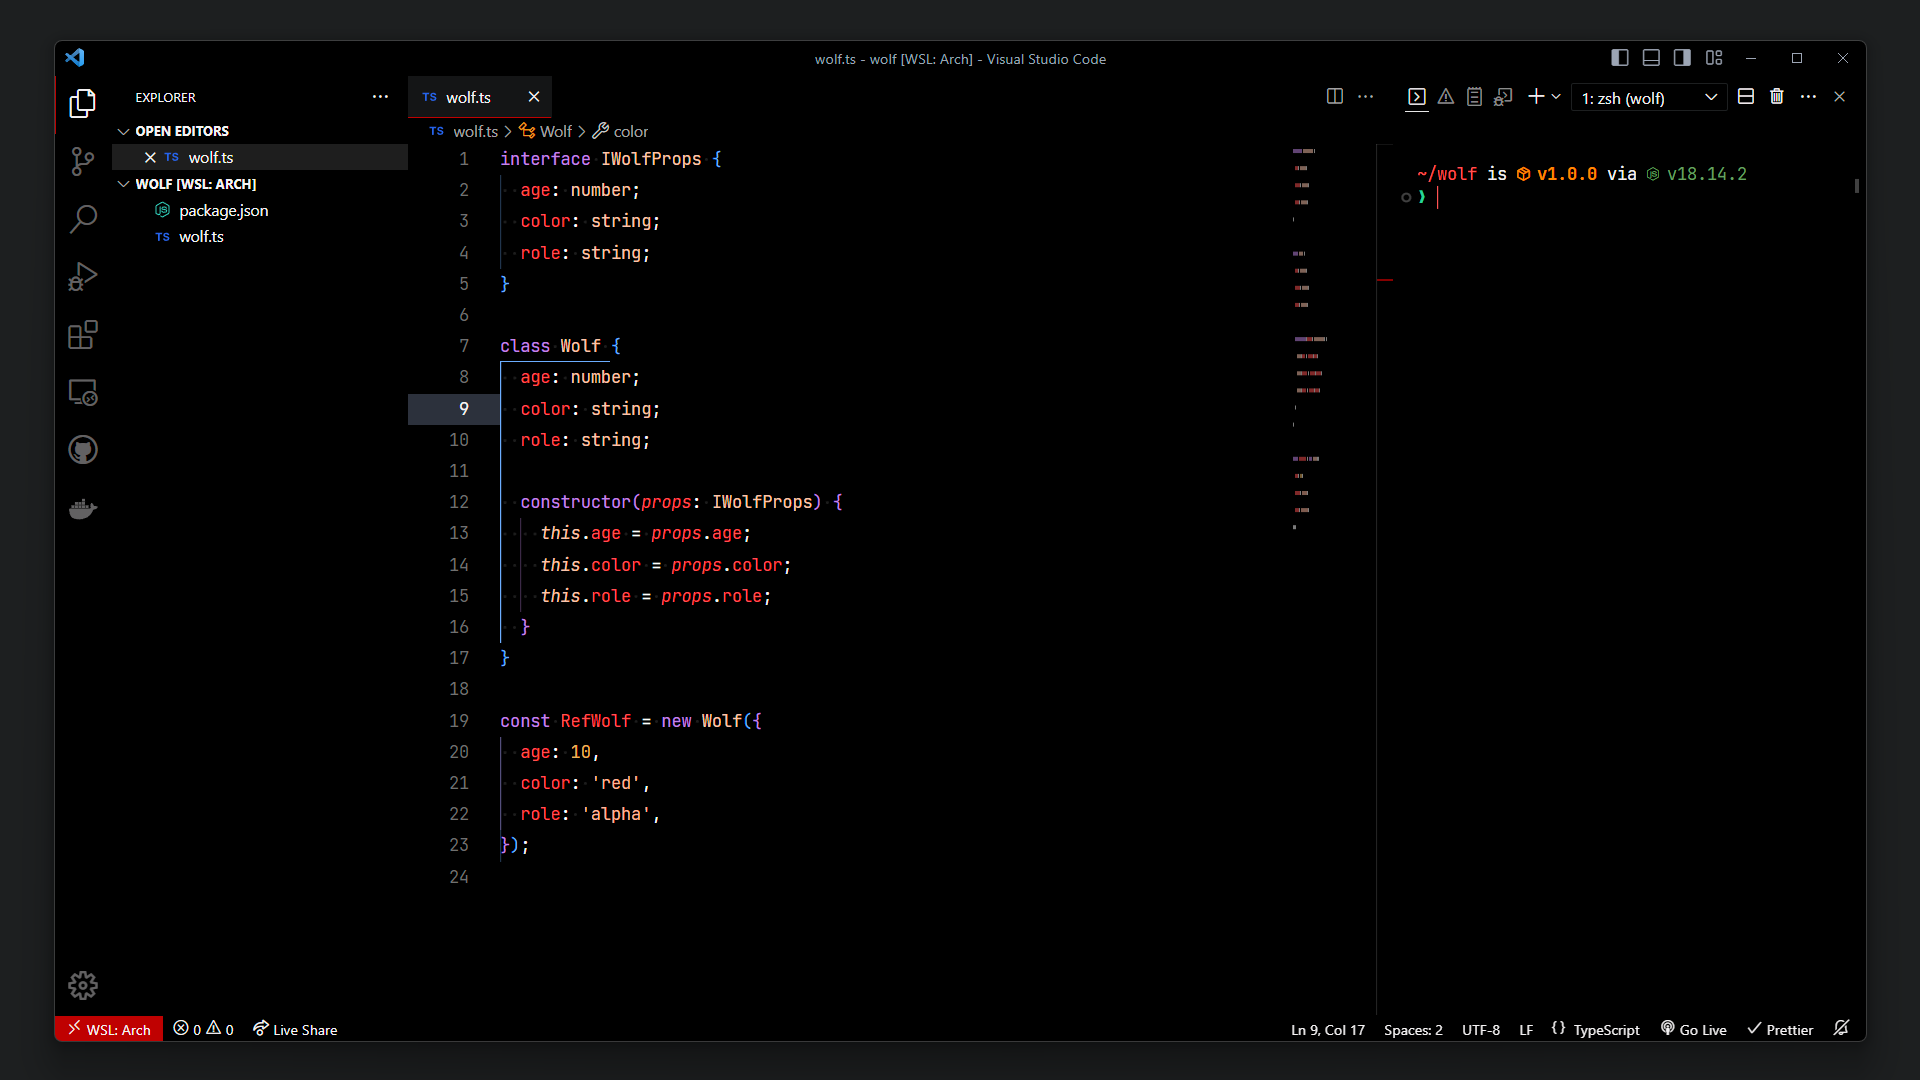 wolf.ts - wolf [WSL: Arch] - Visual Studio Code
EXPLORER
OPEN EDITORS
TS wolf.ts
WOLF [WSL: ARCH]
package.json
TS wolf.ts
TS wolf.ts
TS wolf.ts > Wolf > color
1 interface IWolfProps {
2 age: number;
3 color: string;
4 role: string;
5 }
6
7 class Wolf {
8 age: number;
9 color: string;
10 role: string;
11
12 constructor(props: IWolfProps) {
13 this.age = props.age;
14 this.color = props.color;
15 this.role = props.role;
16 }
17 }
18
19 const RefWolf = new Wolf({
20 age: 10,
21 color: 'red',
22 role: 'alpha',
23 });
24
1: zsh (wolf)
~/wolf is v1.0.0 via v18.14.2
❯
WSL: Arch 0 0 Live Share
Ln 9, Col 17 Spaces: 2 UTF-8 LF {} TypeScript Go Live Prettier